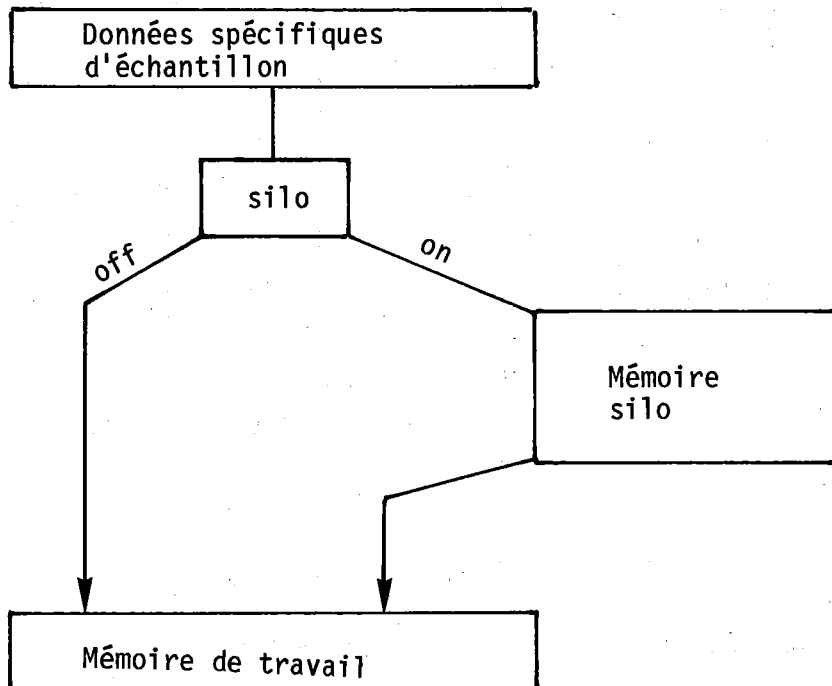 Données spécifiques
d'échantillon
silo
off
on
Mémoire
silo
Mémoire de travail